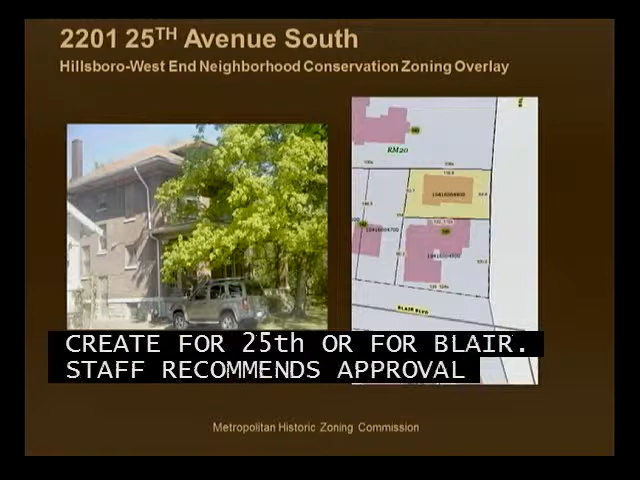 2201 25TH Avenue South
Hillsboro-West End Neighborhood Conservation Zoning Overlay
RM20
BLAIR BLVD
CREATE FOR 25th OR FOR BLAIR.
STAFF RECOMMENDS APPROVAL
Metropolitan Historic Zoning Commission